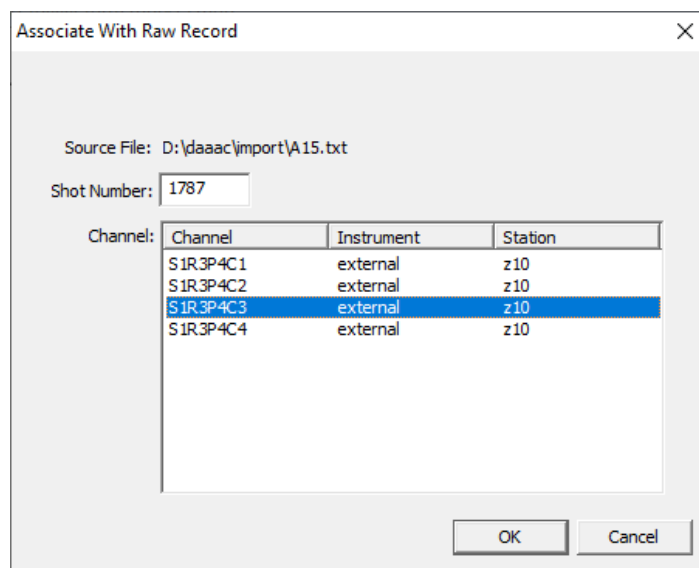 Associate With Raw Record
Source File: D:\daaac\import\A15.txt
Shot Number: 1787
Channel: Channel Instrument Station
S1R3P4C1 external z10
S1R3P4C2 external z10
S1R3P4C3 external z10
S1R3P4C4 external z10
OK Cancel